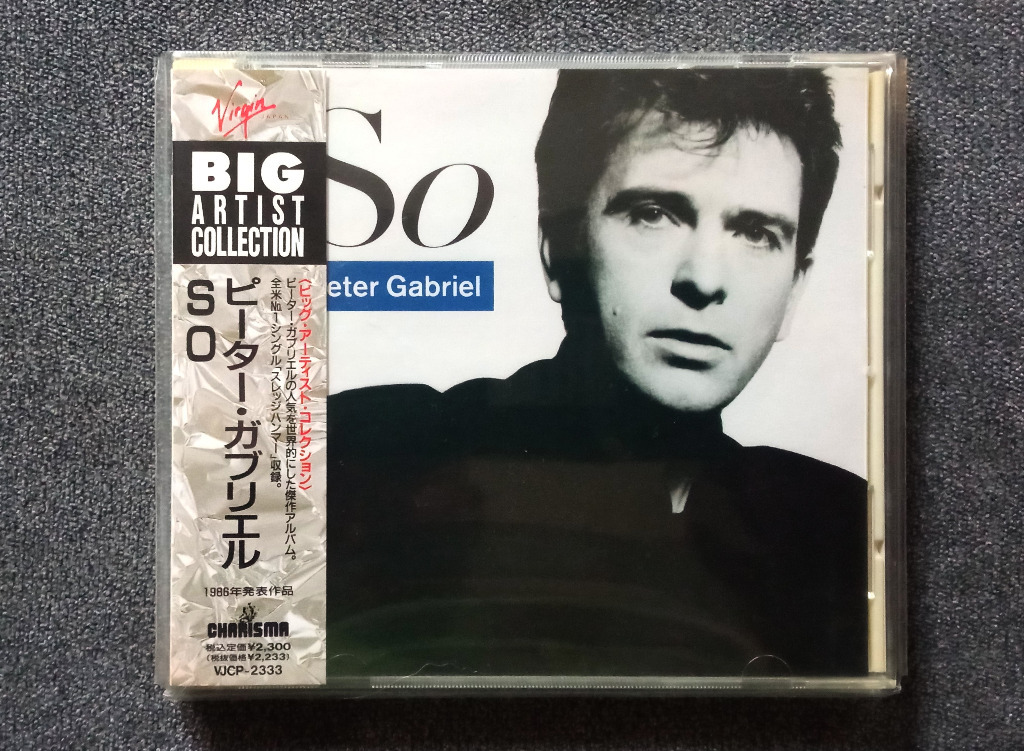 Virgin
JAPAN
BIG
ARTIST
COLLECTION
So
eter Gabriel
〈ビッグ・アーティスト・コレクション〉
ピーター・ガブリエルの人気を世界的にした傑作アルバム。
全米No.1シングル「スレッジハンマー」収録。
ピーター・ガブリエル
SO
1986年発表作品
CHARISMA
税込定価¥2,300
(税抜価格¥2,233)
VJCP-2333